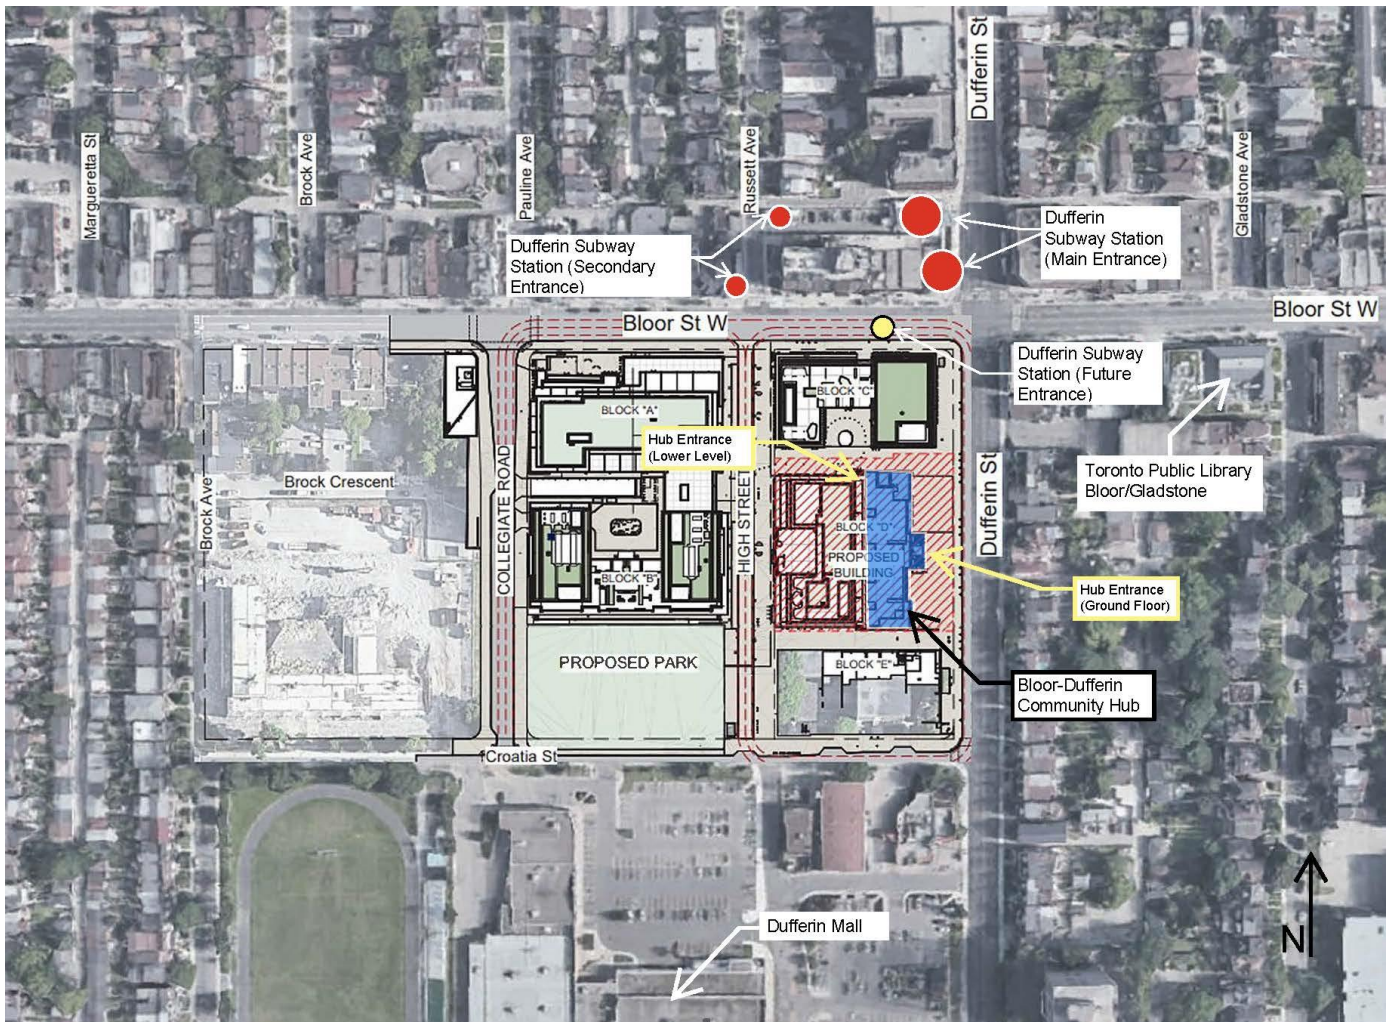 Dufferin St
Margueretta St
Brock Ave
Pauline Ave
Russett Ave
Gladstone Ave
Dufferin Subway
Station (Secondary
Entrance)
Dufferin
Subway Station
(Main Entrance)
Bloor St W
Bloor St W
Dufferin Subway
Station (Future
Entrance)
BLOCK "A"
BLOCK "C"
Hub Entrance
(Lower Level)
Toronto Public Library
Bloor/Gladstone
Brock Crescent
Brock Ave
COLLEGIATE ROAD
HIGH STREET
Dufferin St
BLOCK "D"
PROPOSED
BUILDING
BLOCK "B"
Hub Entrance
(Ground Floor)
PROPOSED PARK
BLOCK "E"
Bloor-Dufferin
Community Hub
Croatia St
Dufferin Mall
N